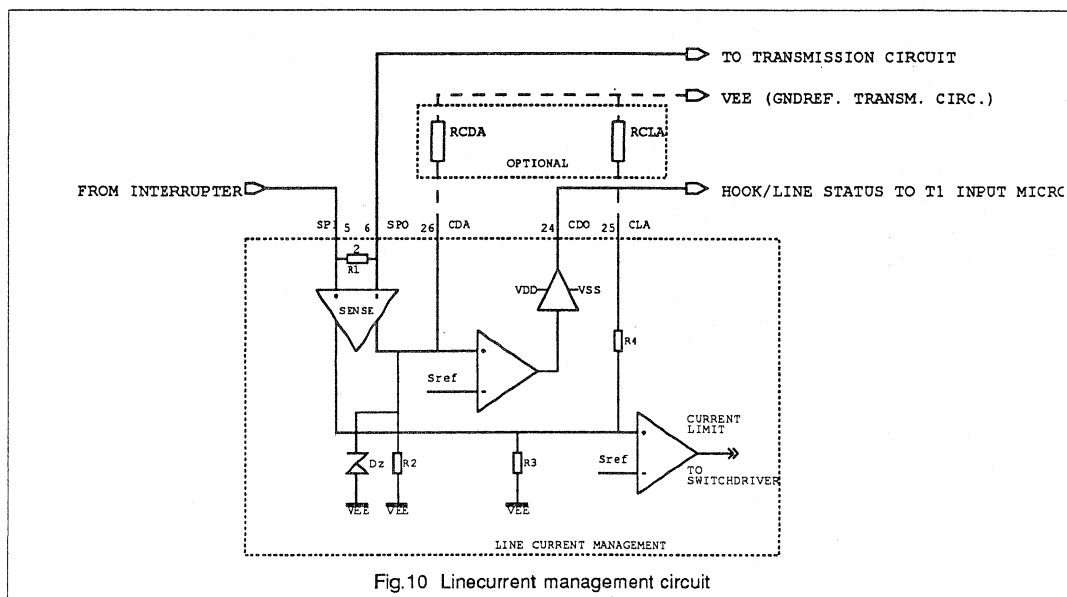 TO TRANSMISSION CIRCUIT
VEE (GNDREF. TRANSM. CIRC.)
RCDA
RCLA
OPTIONAL
FROM INTERRUPTER
HOOK/LINE STATUS TO T1 INPUT MICRO
SPI 5 6 SPO 26 CDA 24 CDO 25 CLA
2
R1
SENSE
+
-
VDD
VSS
R4
+
Sref
-
CURRENT
LIMIT
+
Sref
-
TO
SWITCHDRIVER
Dz
R2
R3
VEE
VEE
VEE
LINE CURRENT MANAGEMENT
Fig.10 Linecurrent management circuit